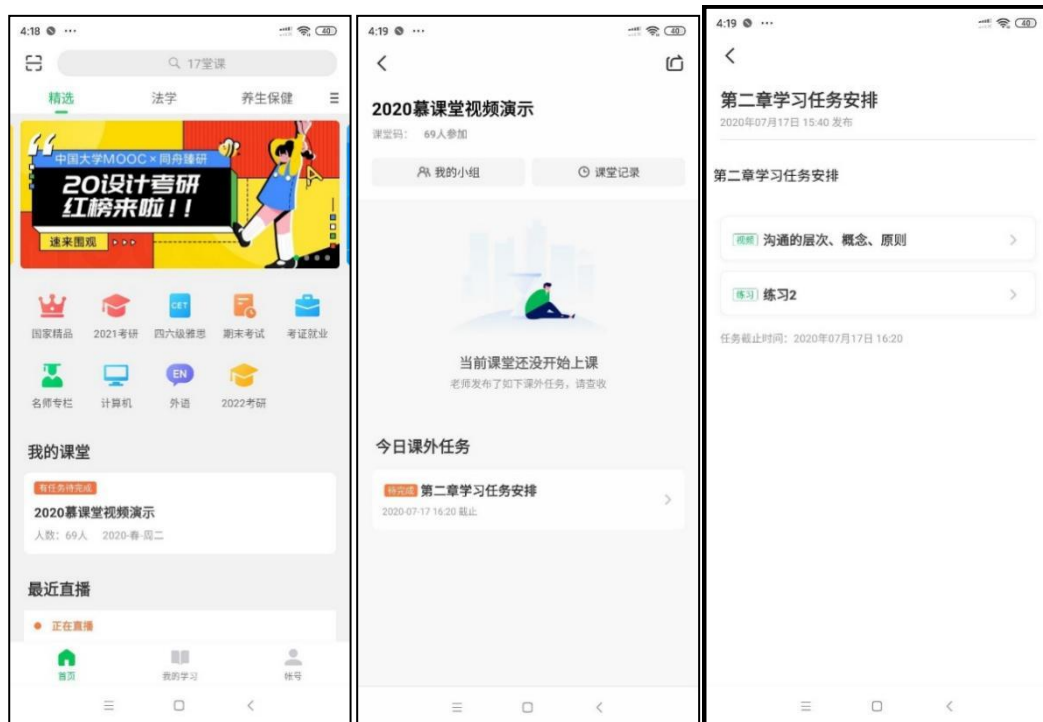 4:18
40
17堂课
精选
法学
养生保健
中国大学MOOC×同舟臻研
20设计考研
红榜来啦!!
速来围观
国家精品
2021考研
CET
四六级雅思
期末考试
考证就业
名师专栏
计算机
EN
外语
2022考研
我的课堂
有任务待完成
2020慕课堂视频演示
人数：69人 2020-春-周二
最近直播
正在直播
首页
我的学习
帐号
4:19
40
2020慕课堂视频演示
课堂码： 69人参加
我的小组
课堂记录
当前课堂还没开始上课
老师发布了如下课外任务，请查收
今日课外任务
待完成 第二章学习任务安排
2020-07-17 16:20 截止
4:19
40
第二章学习任务安排
2020年07月17日 15:40 发布
第二章学习任务安排
视频 沟通的层次、概念、原则
练习 练习2
任务截止时间：2020年07月17日 16:20